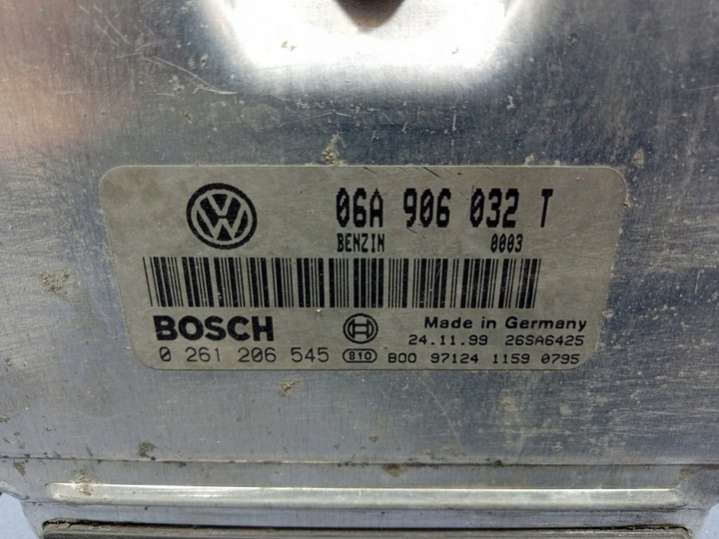 06A 906 032 T
BENZIN 0003
BOSCH Made in Germany
24.11.99 26SA6425
0 261 206 545 810 B00 97124 1159 0795